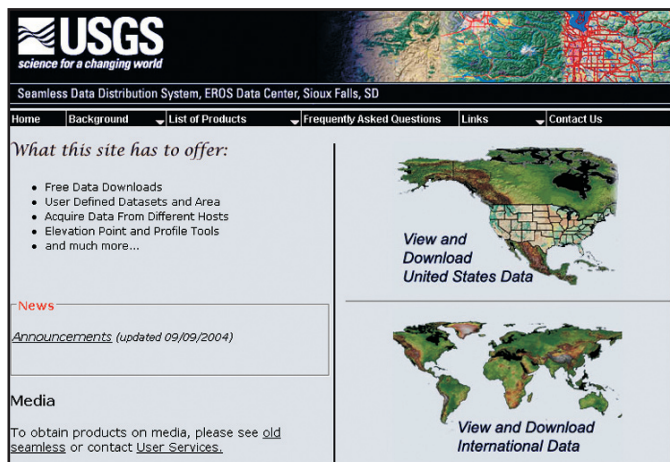 USGS
science for a changing world
Seamless Data Distribution System, EROS Data Center, Sioux Falls, SD
Home Background List of Products Frequently Asked Questions Links Contact Us
What this site has to offer:
• Free Data Downloads
• User Defined Datasets and Area
• Acquire Data From Different Hosts
• Elevation Point and Profile Tools
• and much more...
View and
Download
United States Data
News
Announcements (updated 09/09/2004)
Media
To obtain products on media, please see old
seamless or contact User Services.
View and Download
International Data